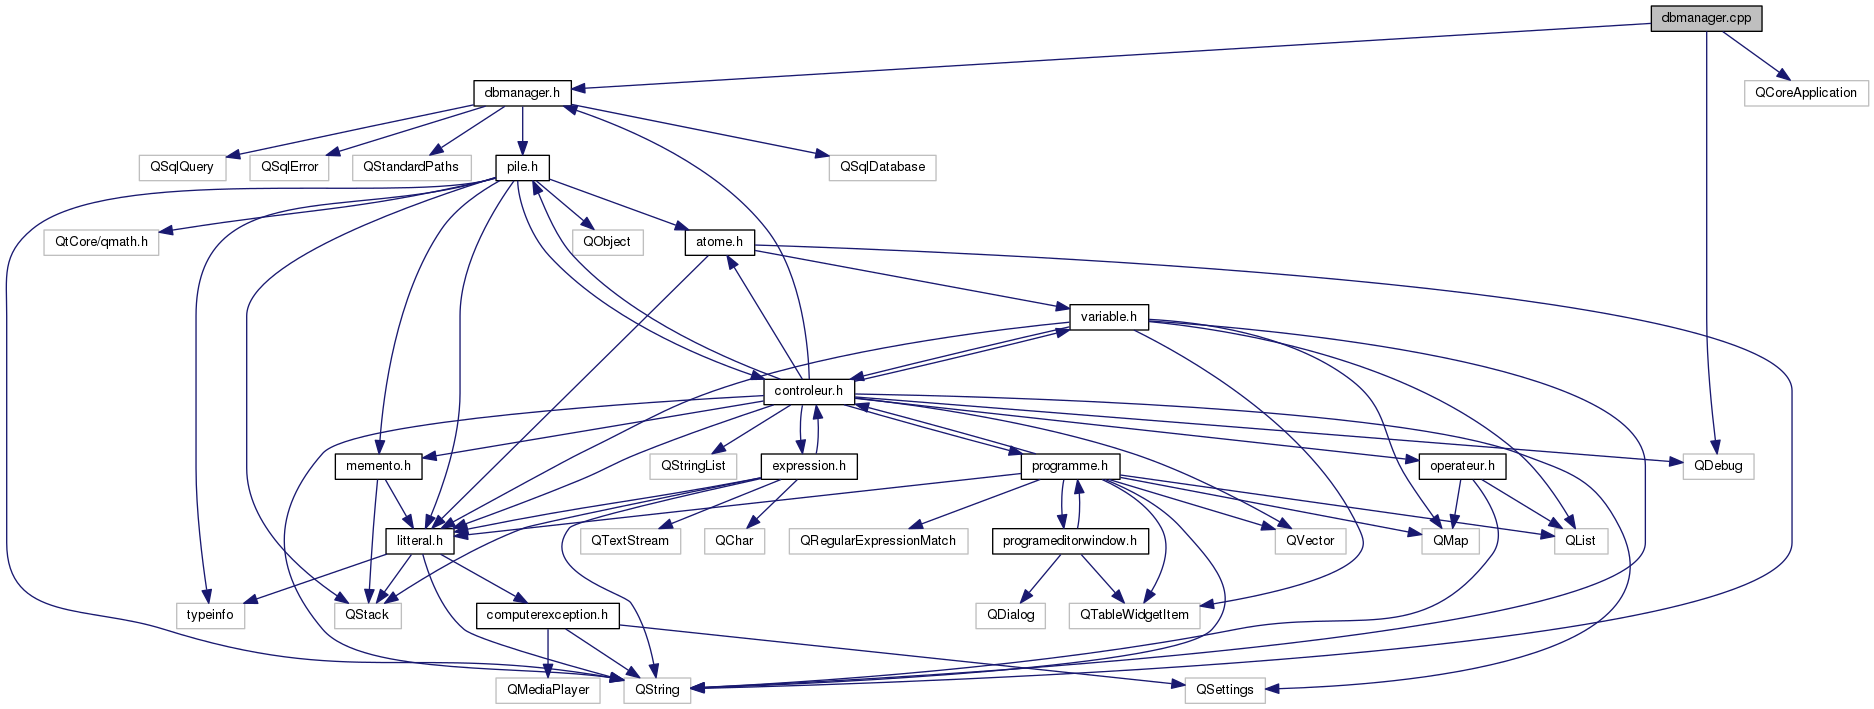 dbmanager.cpp
dbmanager.h
QCoreApplication
QSqlQuery
QSqlError
QStandardPaths
pile.h
QSqlDatabase
QtCore/qmath.h
QObject
atome.h
variable.h
controleur.h
memento.h
QStringList
expression.h
programme.h
operateur.h
QDebug
litteral.h
QTextStream
QChar
QRegularExpressionMatch
programeditorwindow.h
QVector
QMap
QList
typeinfo
QStack
computerexception.h
QDialog
QTableWidgetItem
QMediaPlayer
QString
QSettings